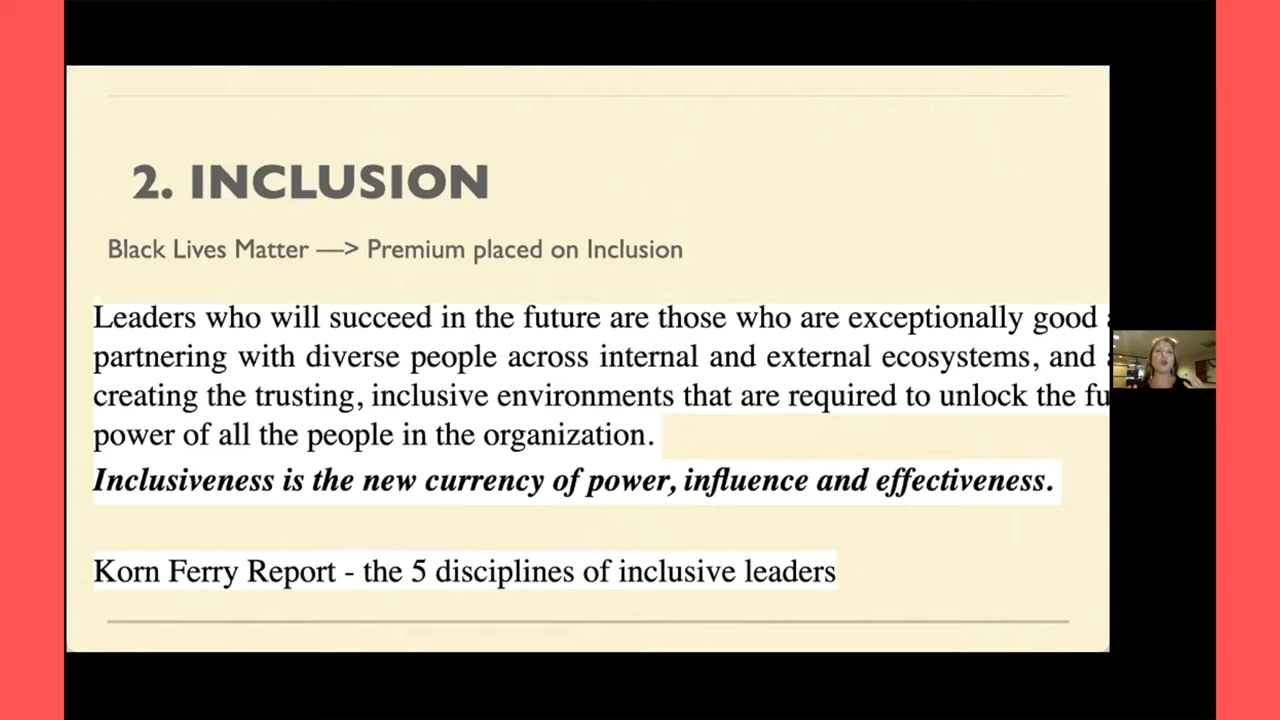 2. INCLUSION
Black Lives Matter —> Premium placed on Inclusion
Leaders who will succeed in the future are those who are exceptionally good
partnering with diverse people across internal and external ecosystems, and
creating the trusting, inclusive environments that are required to unlock the
power of all the people in the organization.
Inclusiveness is the new currency of power, influence and effectiveness.
Korn Ferry Report - the 5 disciplines of inclusive leaders